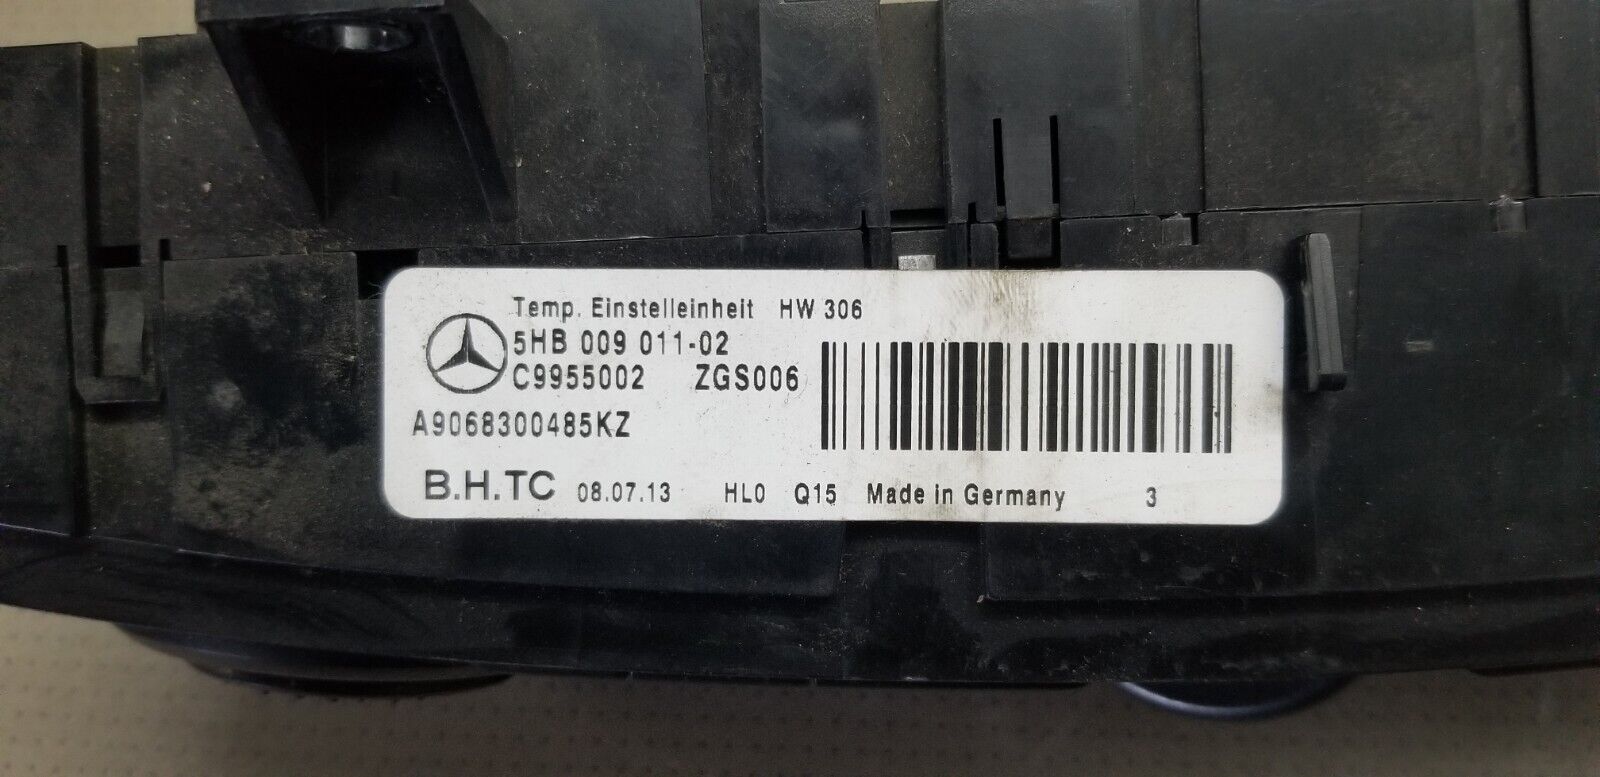 Temp. Einstelleinheit HW 306
5HB 009 011-02
C9955002 ZGS006
A9068300485KZ
B.H.TC 08.07.13 HL0 Q15 Made in Germany 3